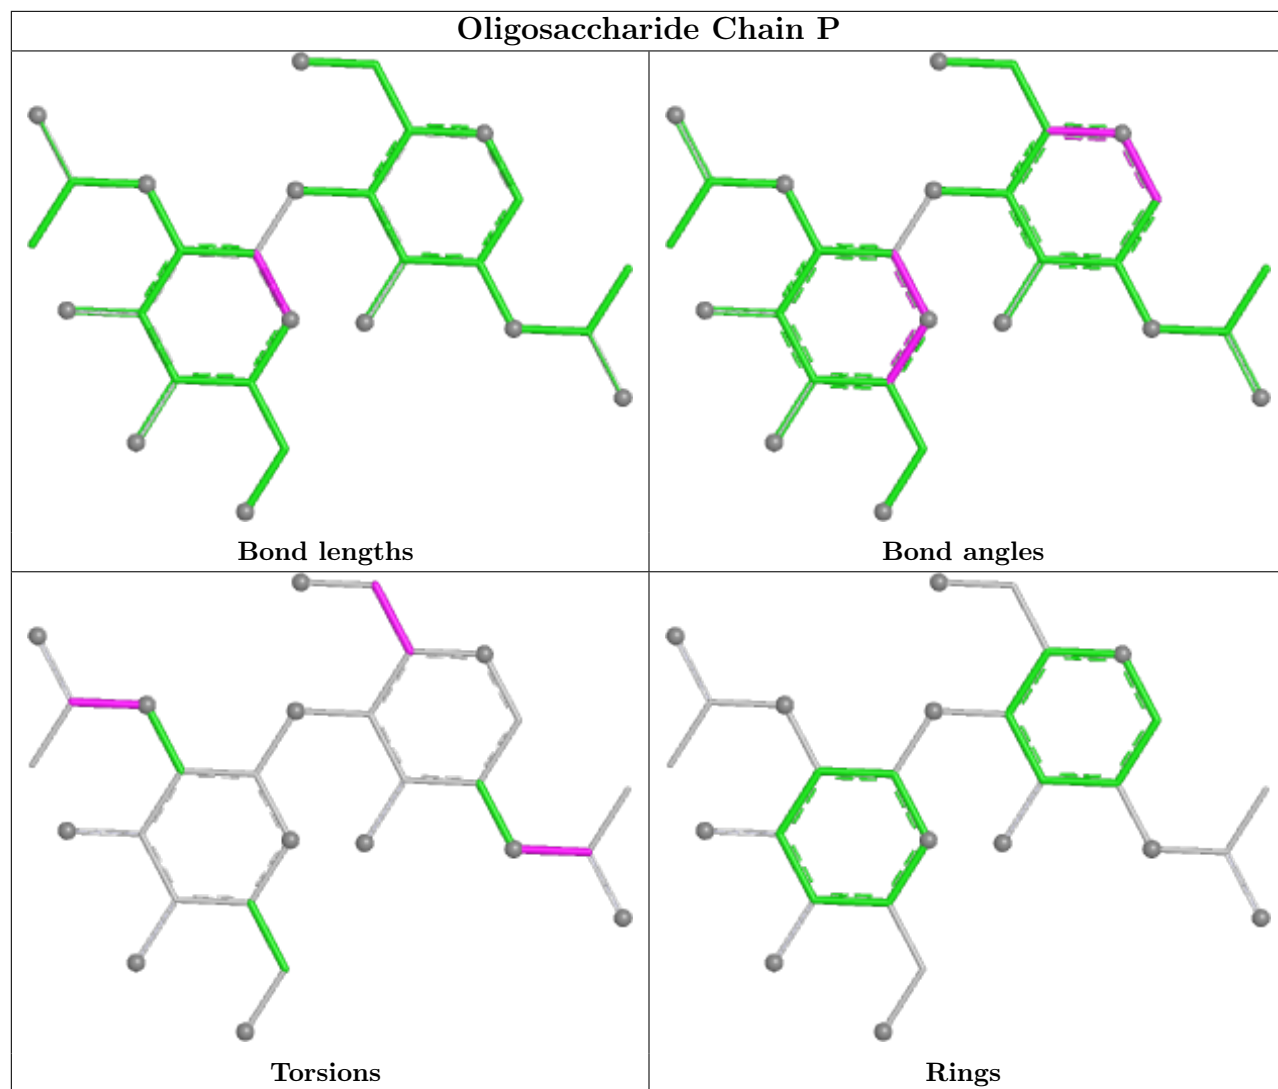 Oligosaccharide Chain P
Bond lengths
Bond angles
Torsions
Rings